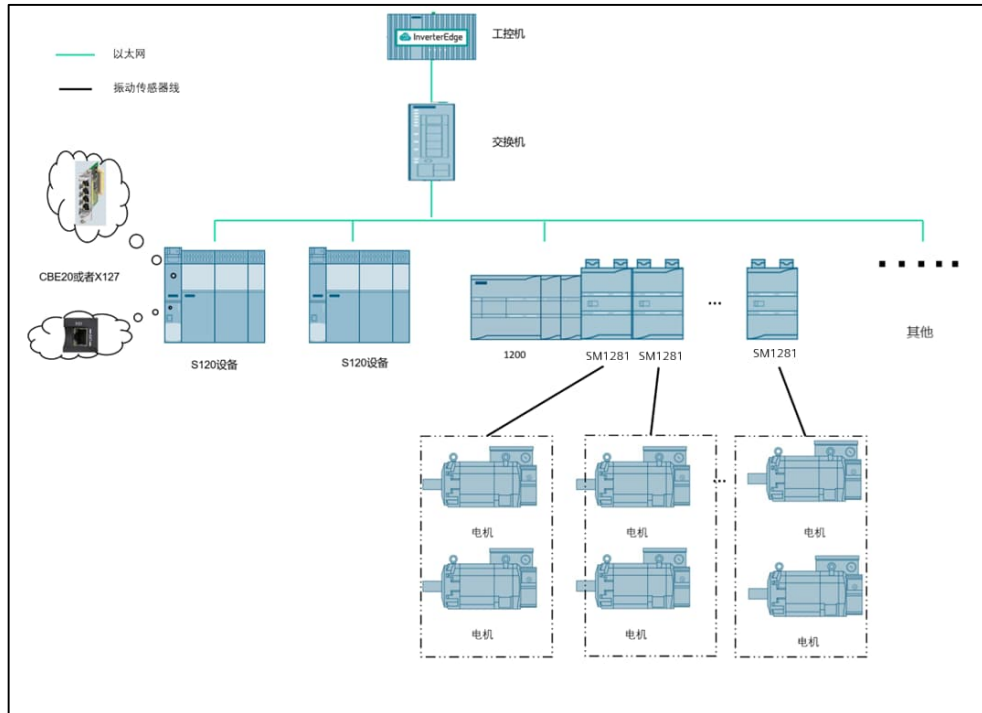 InverterEdge
工控机
以太网
振动传感器线
交换机
CBE20或者X127
S120设备
S120设备
1200
SM1281
SM1281
...
SM1281
其他
...
电机
电机
电机
电机
电机
电机